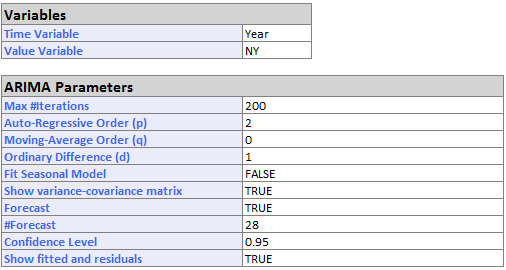 Variables
Time Variable Year
Value Variable NY
ARIMA Parameters
Max #Iterations 200
Auto-Regressive Order (p) 2
Moving-Average Order (q) 0
Ordinary Difference (d) 1
Fit Seasonal Model FALSE
Show variance-covariance matrix TRUE
Forecast TRUE
#Forecast 28
Confidence Level 0.95
Show fitted and residuals TRUE